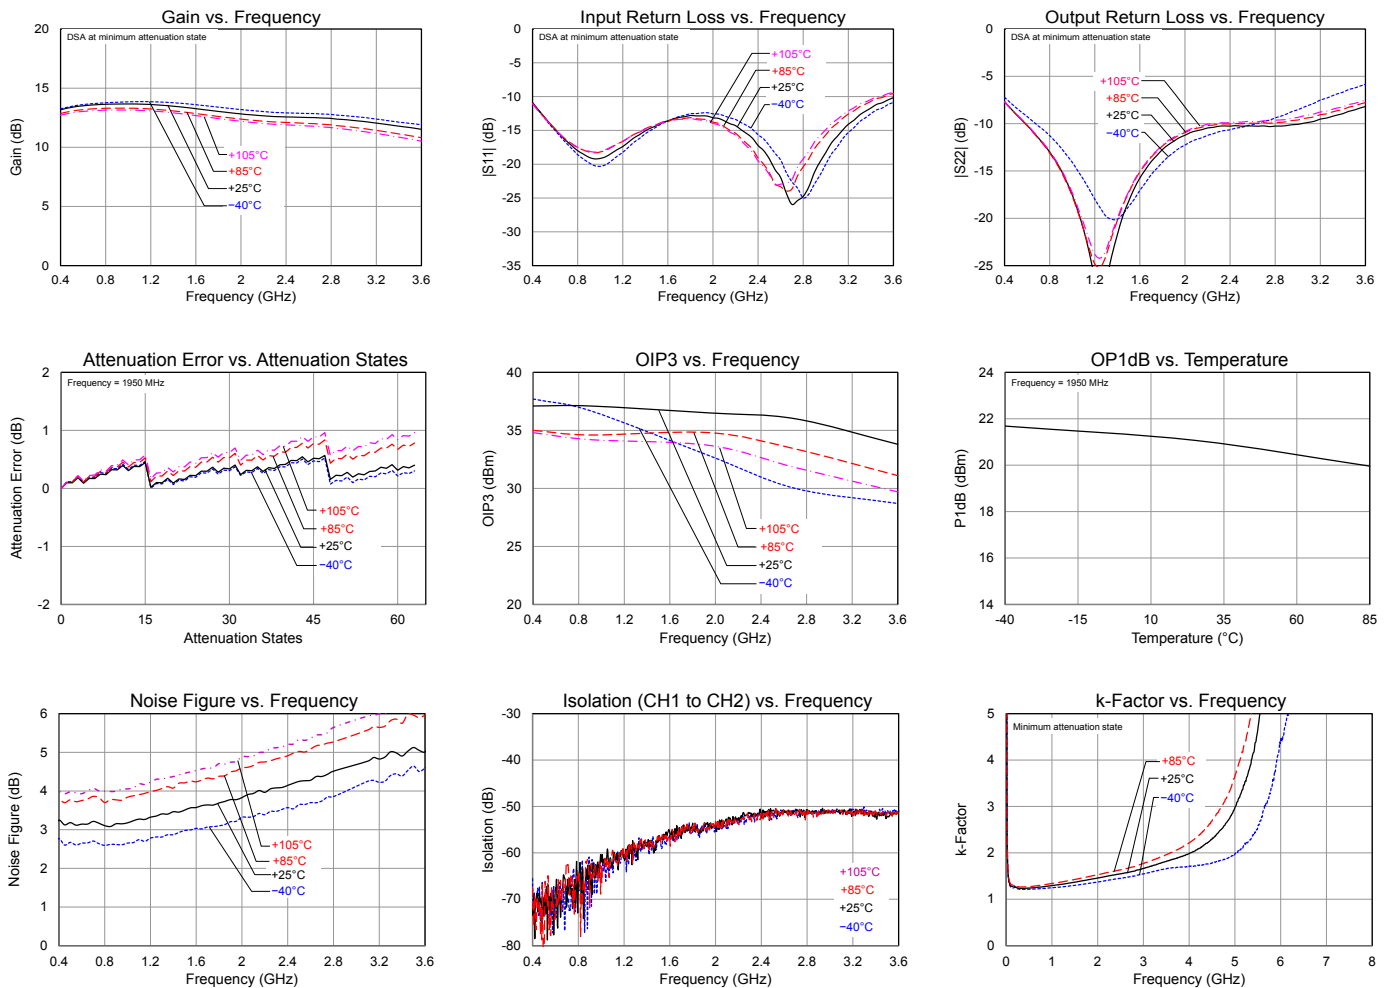 Gain vs. Frequency
DSA at minimum attenuation state
Gain (dB)
20
15
10
5
0
+105°C
+85°C
+25°C
−40°C
0.4 0.8 1.2 1.6 2 2.4 2.8 3.2 3.6
Frequency (GHz)
Input Return Loss vs. Frequency
DSA at minimum attenuation state
|S11| (dB)
0
-5
-10
-15
-20
-25
-30
-35
+105°C
+85°C
+25°C
−40°C
0.4 0.8 1.2 1.6 2 2.4 2.8 3.2 3.6
Frequency (GHz)
Output Return Loss vs. Frequency
DSA at minimum attenuation state
|S22| (dB)
0
-5
-10
-15
-20
-25
+105°C
+85°C
+25°C
−40°C
0.4 0.8 1.2 1.6 2 2.4 2.8 3.2 3.6
Frequency (GHz)
Attenuation Error vs. Attenuation States
Frequency = 1950 MHz
Attenuation Error (dB)
2
1
0
-1
-2
+105°C
+85°C
+25°C
−40°C
0 15 30 45 60
Attenuation States
OIP3 vs. Frequency
OIP3 (dBm)
40
35
30
25
20
+105°C
+85°C
+25°C
−40°C
0.4 0.8 1.2 1.6 2.0 2.4 2.8 3.2 3.6
Frequency (GHz)
OP1dB vs. Temperature
Frequency = 1950 MHz
P1dB (dBm)
24
22
20
18
16
14
-40 -15 10 35 60 85
Temperature (°C)
Noise Figure vs. Frequency
Noise Figure (dB)
6
5
4
3
2
1
0
+105°C
+85°C
+25°C
−40°C
0.4 0.8 1.2 1.6 2 2.4 2.8 3.2 3.6
Frequency (GHz)
Isolation (CH1 to CH2) vs. Frequency
Isolation (dB)
-30
-40
-50
-60
-70
-80
+105°C
+85°C
+25°C
−40°C
0.4 0.8 1.2 1.6 2 2.4 2.8 3.2 3.6
Frequency (GHz)
k-Factor vs. Frequency
Minimum attenuation state
k-Factor
5
4
3
2
1
0
+85°C
+25°C
−40°C
0 1 2 3 4 5 6 7 8
Frequency (GHz)